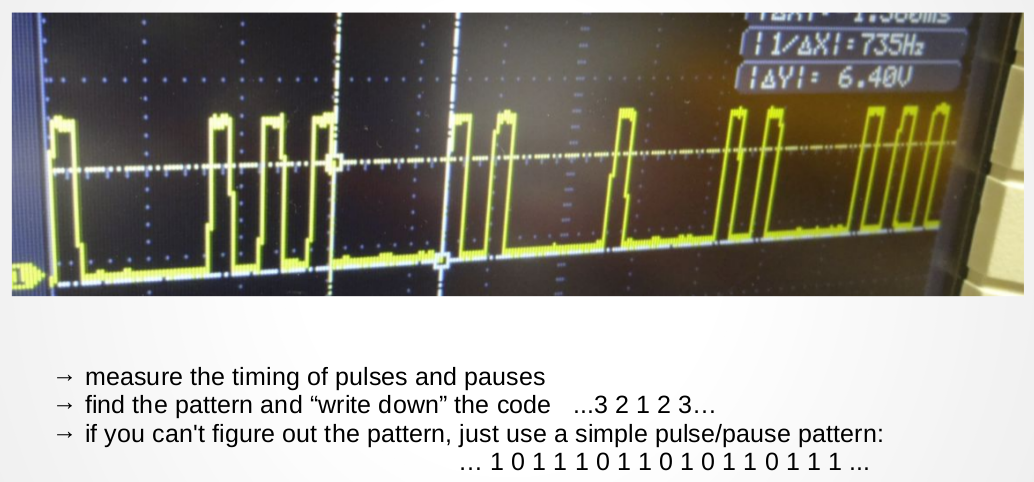 |ΔX|: 1.360ms
|1/ΔX|: 735Hz
|ΔY|: 6.40V
1
→ measure the timing of pulses and pauses
→ find the pattern and “write down” the code ...3 2 1 2 3…
→ if you can't figure out the pattern, just use a simple pulse/pause pattern:
… 1 0 1 1 1 0 1 1 0 1 0 1 1 0 1 1 1 ...